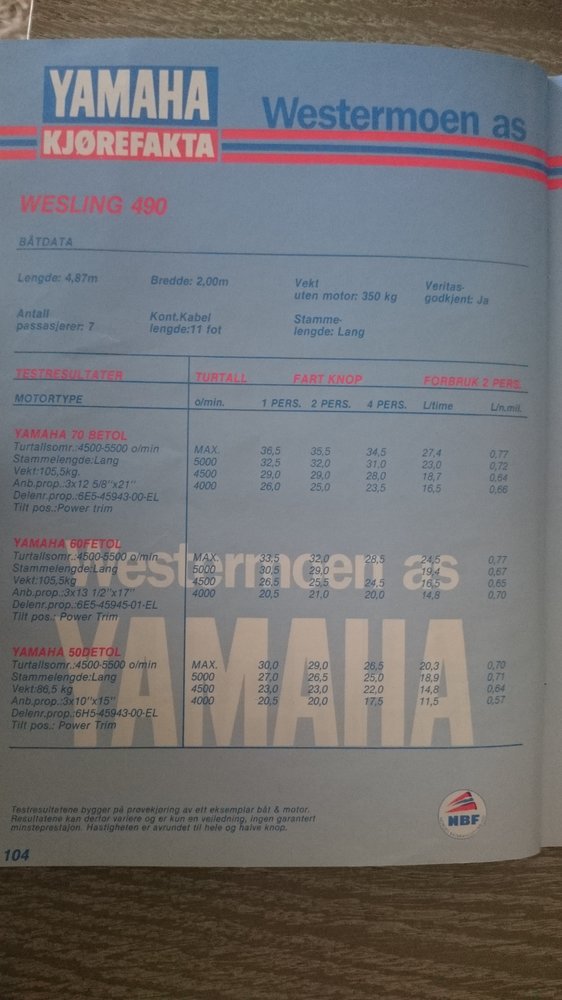 YAMAHA
KJØREFAKTA
Westermoen as
WESLING 490
BÅTDATA
Lengde: 4,87m Bredde: 2,00m Vekt uten motor: 350 kg Veritas-godkjent: Ja
Antall passasjerer: 7 Kont.Kabel lengde:11 fot Stamme-lengde: Lang
TESTRESULTATER TURTALL FART KNOP FORBRUK 2 PERS.
MOTORTYPE o/min. 1 PERS. 2 PERS. 4 PERS. L/time L/n.mil.
YAMAHA 70 BETOL
Turtallsomr.:4500-5500 o/min MAX. 36,5 35,5 34,5 27,4 0,77
Stammelengde:Lang 5000 32,5 32,0 31,0 23,0 0,72
Vekt:105,5kg. 4500 29,0 29,0 28,0 18,7 0,64
Anb.prop.:3x12 5/8"x21" 4000 26,0 25,0 23,5 16,5 0,66
Delenr.prop.:6E5-45943-00-EL
Tilt pos.:Power trim
YAMAHA 60FETOL
Turtallsomr.:4500-5500 o/min MAX. 33,5 32,0 28,5 24,5 0,77
Stammelengde:Lang 5000 30,5 29,0 19,4 0,67
Vekt:105,5kg 4500 26,5 25,5 24,5 16,5 0,65
Anb.prop.:3x13 1/2"x17" 4000 20,5 21,0 20,0 14,8 0,70
Delenr.prop.:6E5-45945-01-EL
Tilt pos.: Power Trim
Westermoen as
YAMAHA
YAMAHA 50DETOL
Turtallsomr.:4500-5500 o/min MAX. 30,0 29,0 26,5 20,3 0,70
Stammelengde:Lang 5000 27,0 26,5 25,0 18,9 0,71
Vekt:86,5 kg 4500 23,0 23,0 22,0 14,8 0,64
Anb.prop.:3x10"x15" 4000 20,5 20,0 17,5 11,5 0,57
Delenr.prop.:6H5-45943-00-EL
Tilt pos.: Power Trim
Testresultatene bygger på prøvekjøring av ett eksemplar båt & motor.
Resultatene kan derfor variere og er kun en veiledning, ingen garantert
minsteprestasjon. Hastigheten er avrundet til hele og halve knop.
NBF
104